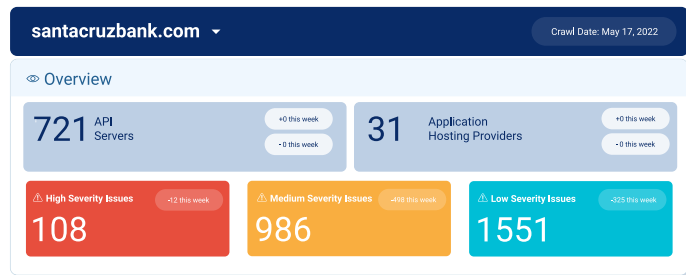 santacruzbank.com
Crawl Date: May 17, 2022
Overview
721 API Servers
+0 this week
- 0 this week
31 Application Hosting Providers
+0 this week
- 0 this week
High Severity Issues
-12 this week
108
Medium Severity Issues
-498 this week
986
Low Severity Issues
-325 this week
1551